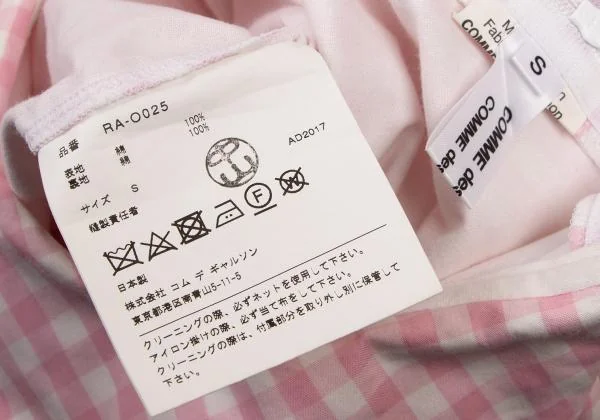 品番 RA-O025
表地 綿 100%
裏地 綿 100%
AD2017
サイズ S
縫製責任者
日本製
株式会社 コム デ ギャルソン
東京都港区南青山5-11-5
クリーニングの際、必ずネットを使用して下さい。
アイロン掛けの際、必ず当て布をして下さい。
クリーニングの際は、付属部分を取り外し別に保管して
下さい。
S
COMME des
COMME des
M
Fab
COMM